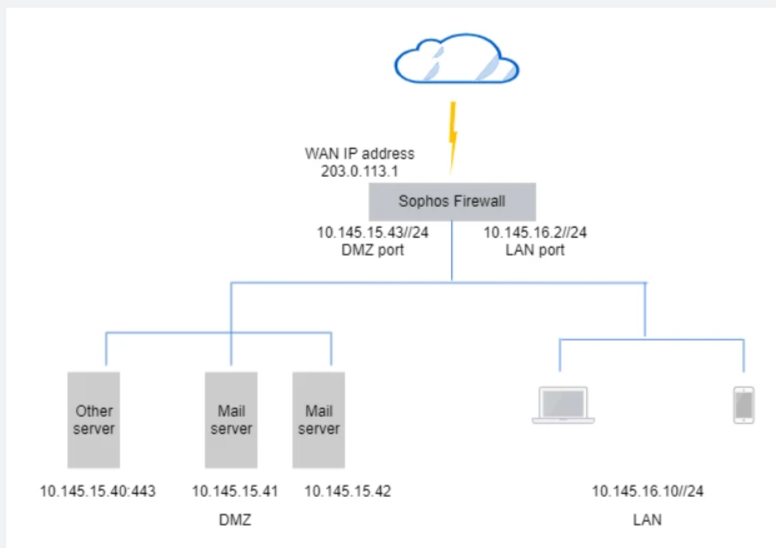 WAN IP address
203.0.113.1
Sophos Firewall
10.145.15.43//24
DMZ port
10.145.16.2//24
LAN port
Other
server
Mail
server
Mail
server
10.145.15.40:443
10.145.15.41
10.145.15.42
10.145.16.10//24
DMZ
LAN